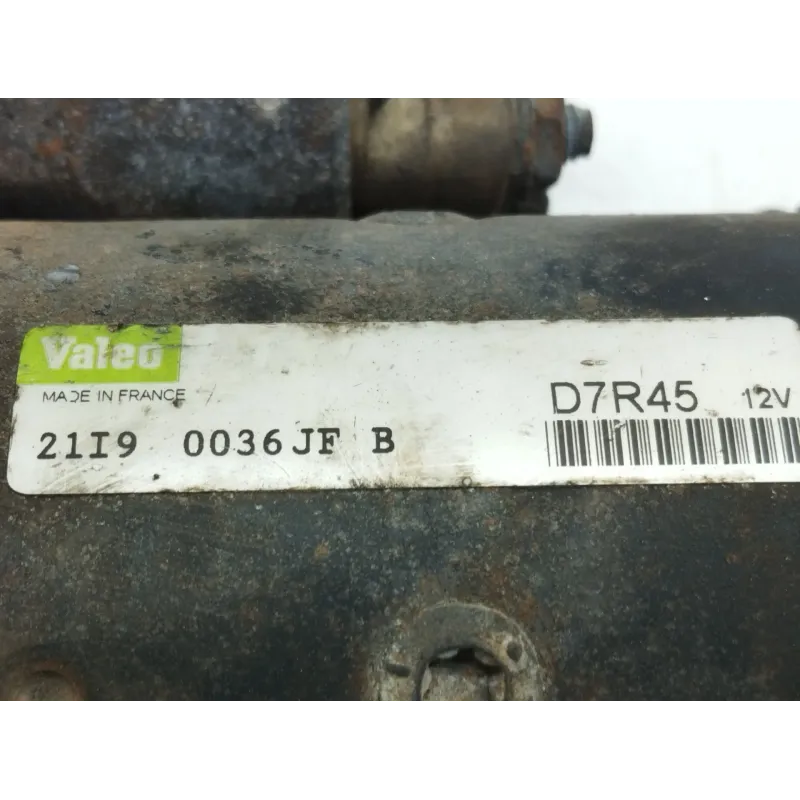 Valeo
MADE IN FRANCE
D7R45 12V
21I9 0036JF B